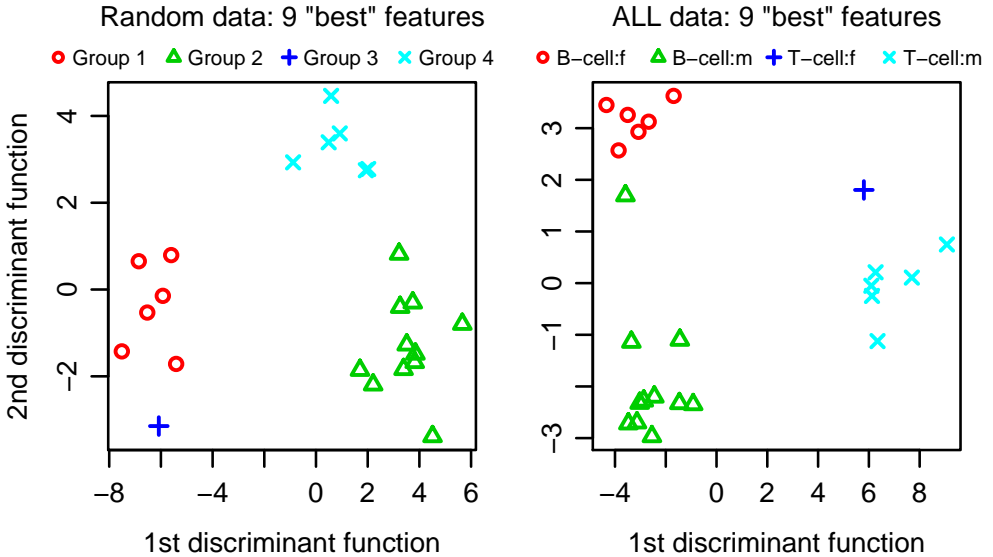 Random data: 9 "best" features
Group 1 Group 2 Group 3 Group 4
2nd discriminant function
4
2
0
−2
−8 −4 0 2 4 6
1st discriminant function
ALL data: 9 "best" features
B−cell:f B−cell:m T−cell:f T−cell:m
3
2
1
0
−1
−3
−4 0 2 4 6 8
1st discriminant function